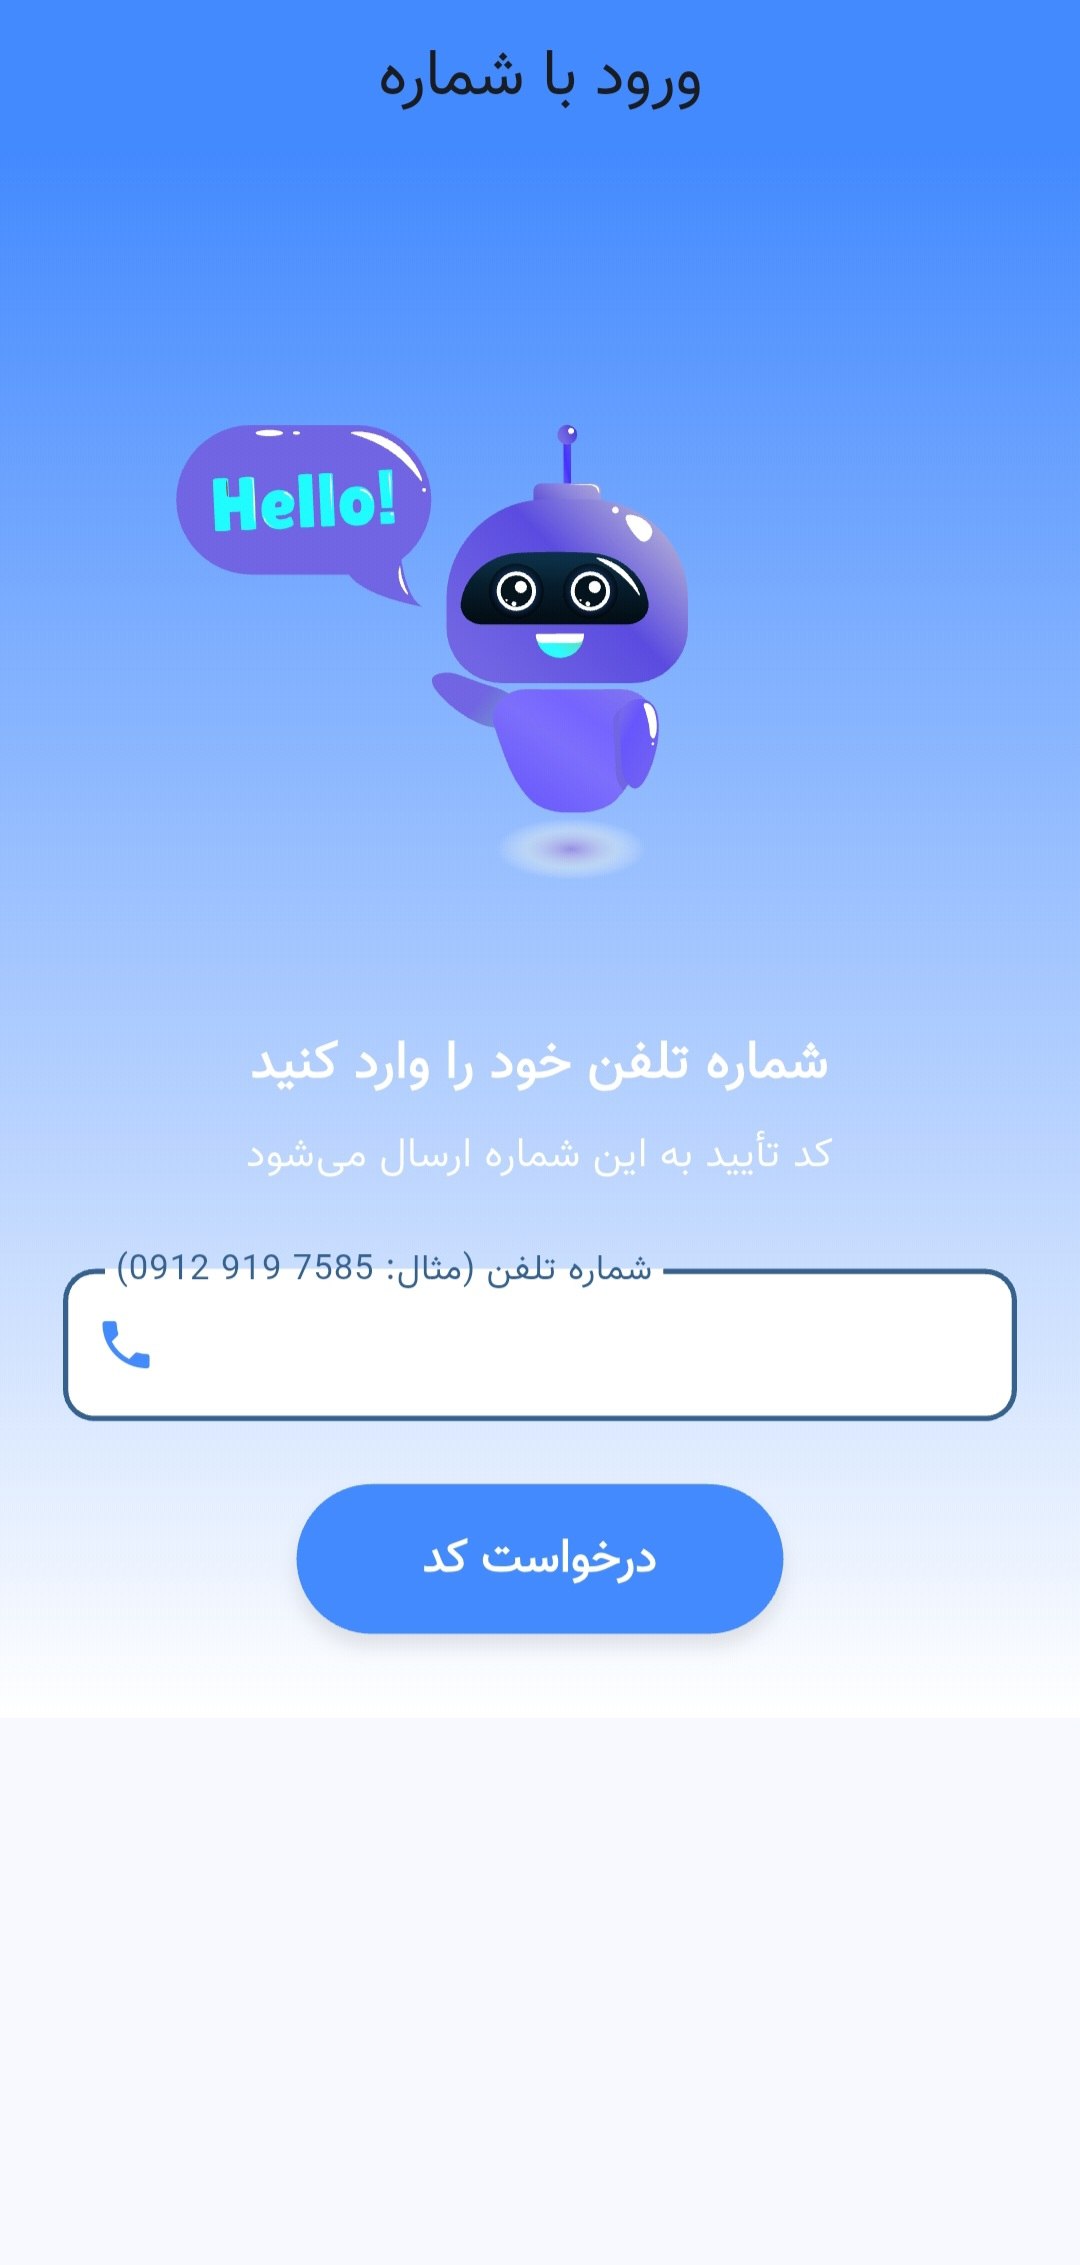 ورود با شماره
Hello!
شماره تلفن خود را وارد کنید
کد تأیید به این شماره ارسال می‌شود
شماره تلفن (مثال: 7585 919 0912)
درخواست کد